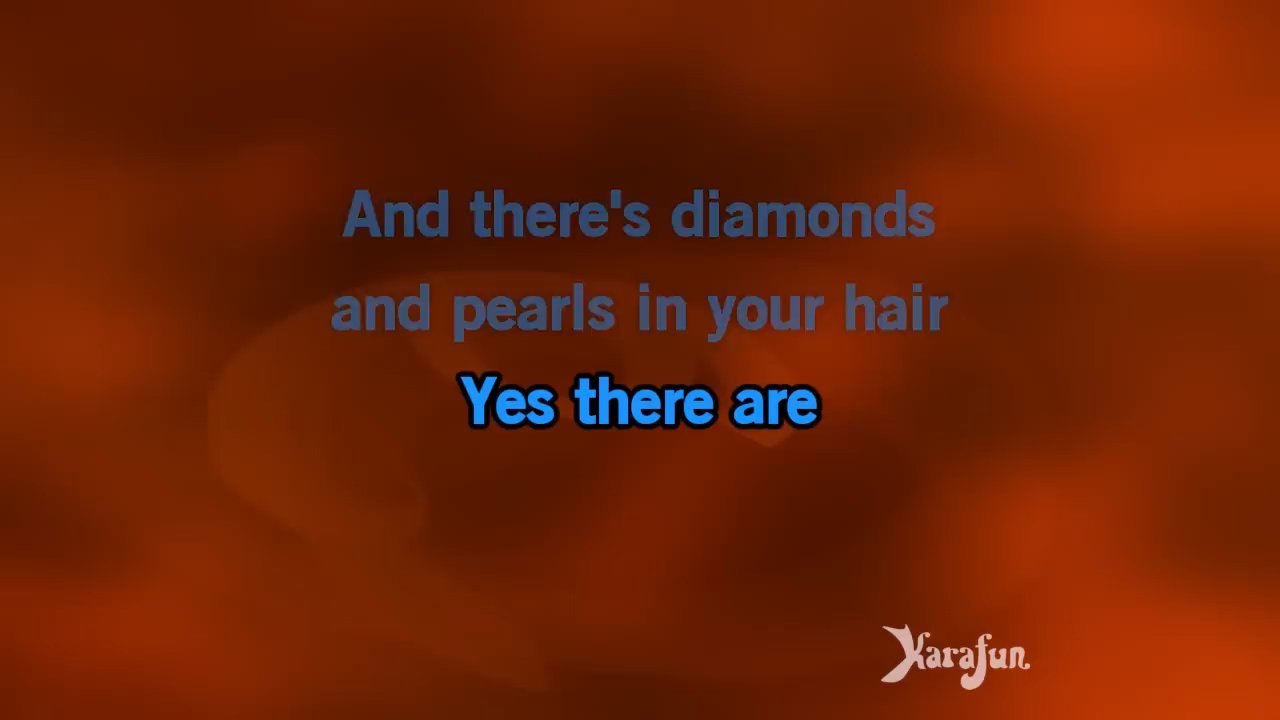 And there's diamonds
and pearls in your hair
Yes there are
Karafun